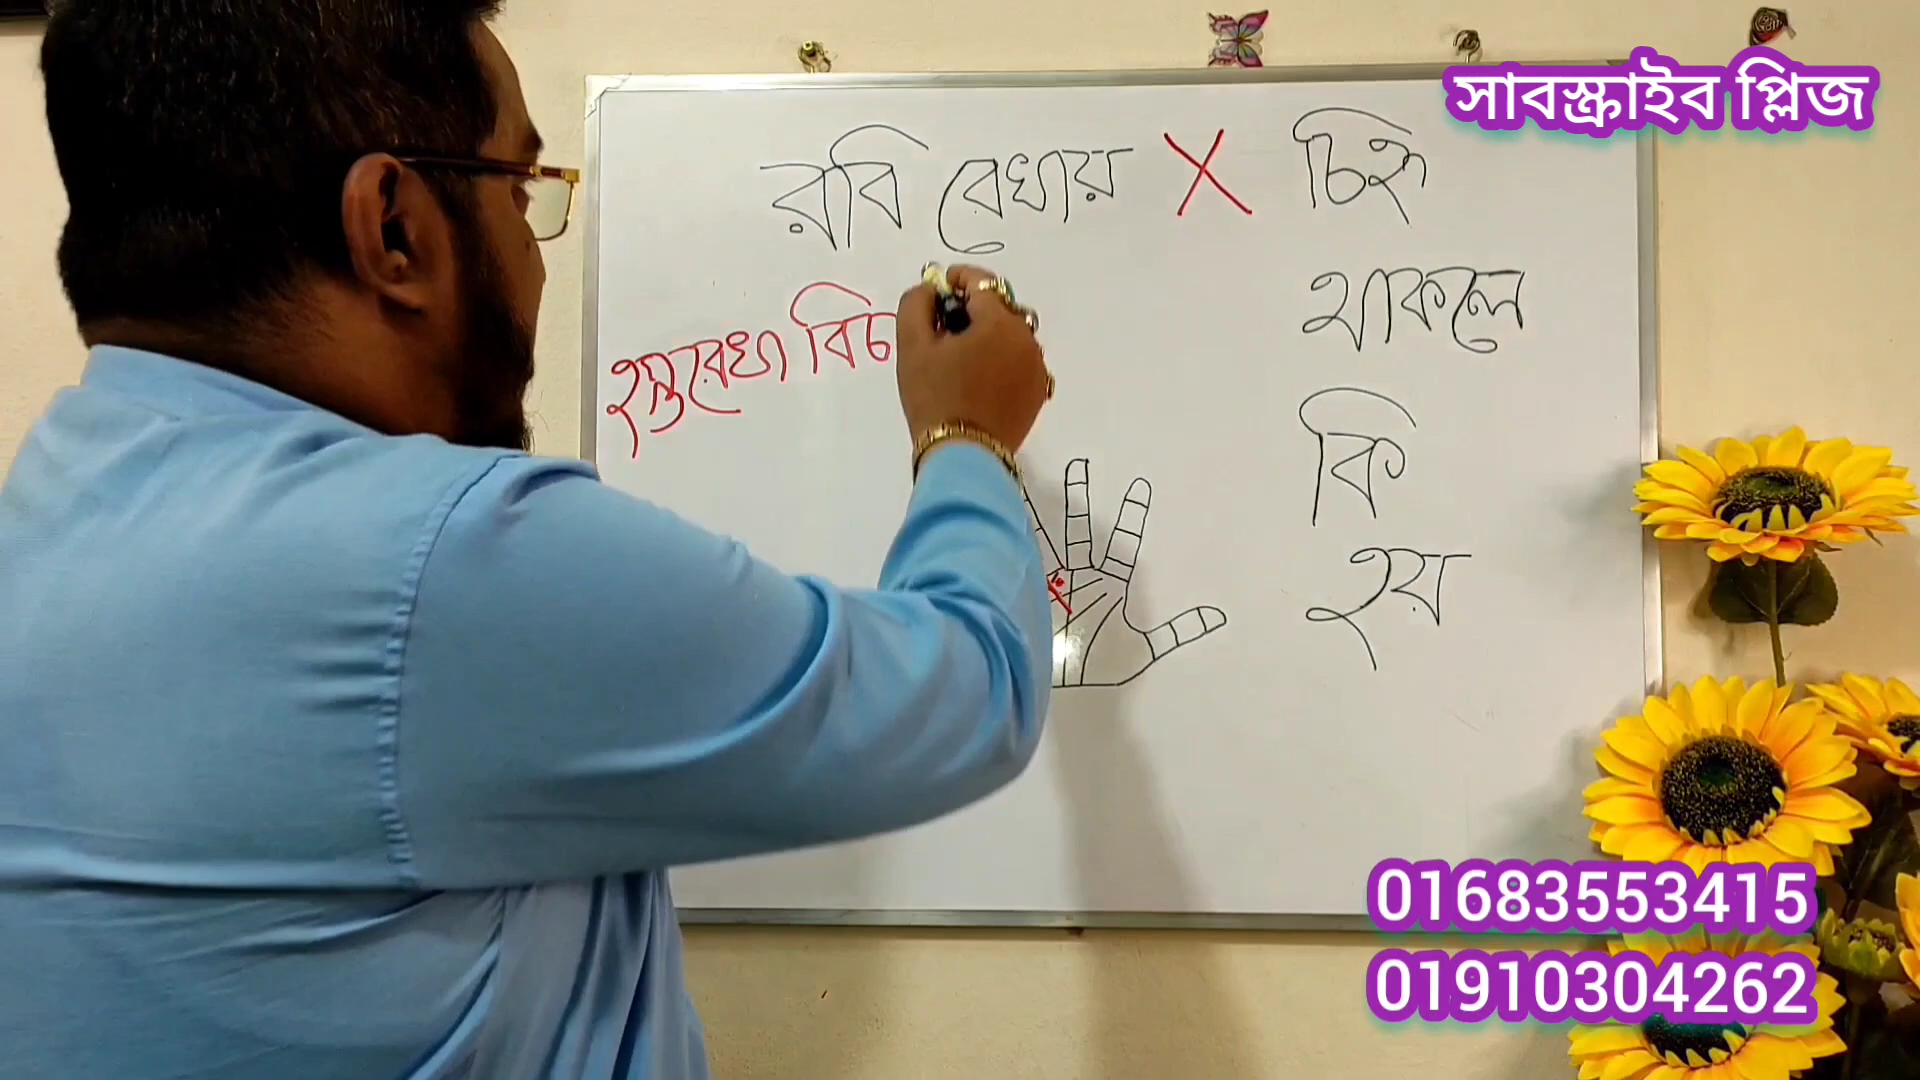 সাবস্ক্রাইব প্লিজ
রবি রেখায় X চিহ্ন
থাকলে
কি
হয়
হস্তরেখা বিচ
01683553415
01910304262